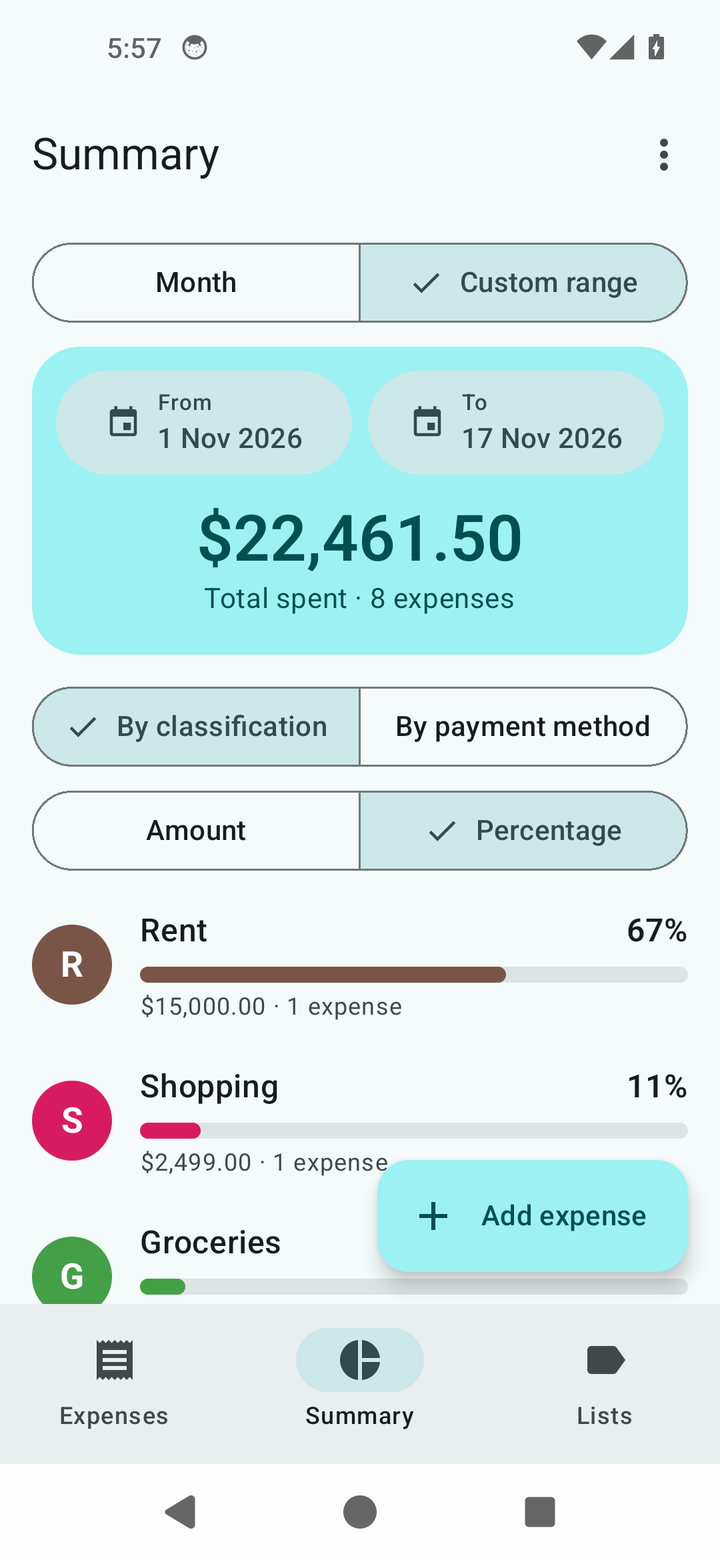 5:57
Summary
Month
Custom range
From
1 Nov 2026
To
17 Nov 2026
$22,461.50
Total spent · 8 expenses
By classification
By payment method
Amount
Percentage
R
Rent
67%
$15,000.00 · 1 expense
S
Shopping
11%
$2,499.00 · 1 expense
Add expense
G
Groceries
Expenses
Summary
Lists